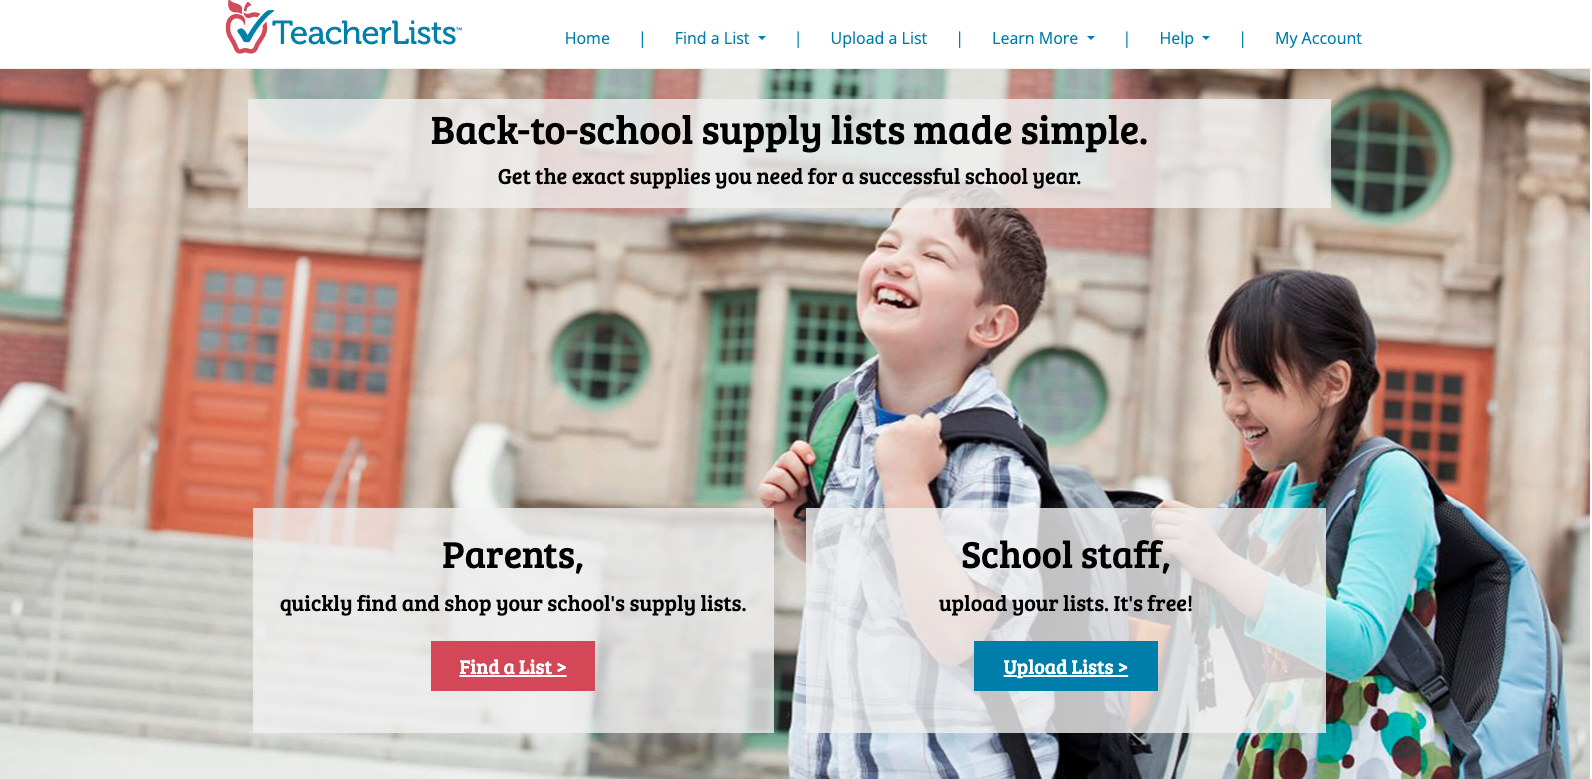 TeacherLists™
Home | Find a List | Upload a List | Learn More | Help | My Account
Back-to-school supply lists made simple.
Get the exact supplies you need for a successful school year.
Parents,
quickly find and shop your school's supply lists.
Find a List >
School staff,
upload your lists. It's free!
Upload Lists >